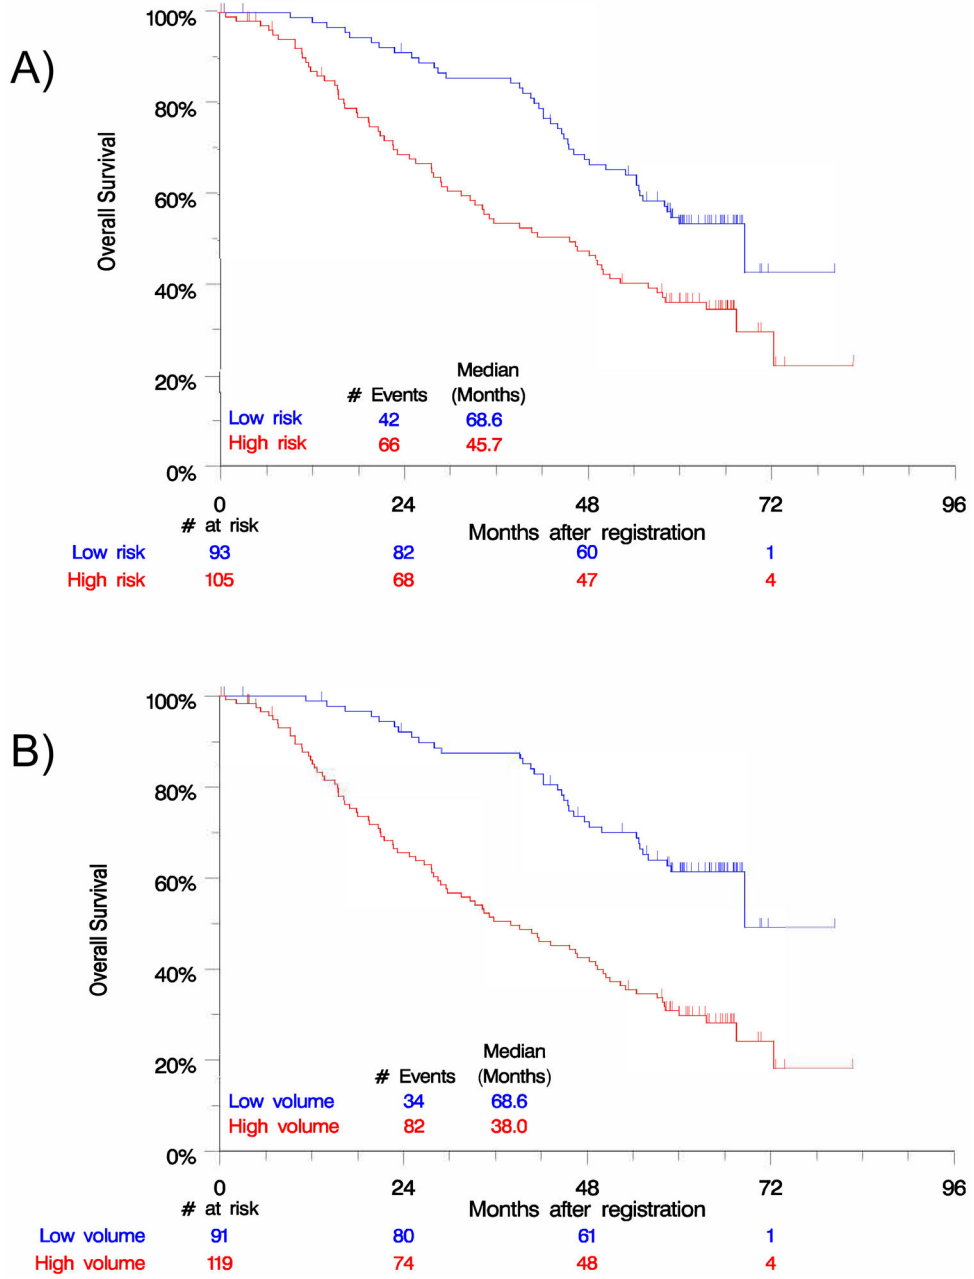 A)
100%
80%
60%
40%
20%
0%
Overall Survival
Median
# Events (Months)
Low risk 42 68.6
High risk 66 45.7
0 24 48 72 96
# at risk
Months after registration
Low risk 93 82 60 1
High risk 105 68 47 4
B)
100%
80%
60%
40%
20%
0%
Overall Survival
Median
# Events (Months)
Low volume 34 68.6
High volume 82 38.0
0 24 48 72 96
# at risk Months after registration
Low volume 91 80 61 1
High volume 119 74 48 4